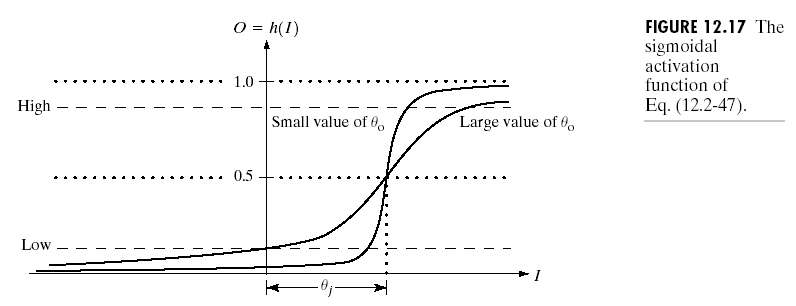 O = h(I)
1.0
High
Small value of θo
Large value of θo
0.5
Low
I
θj
FIGURE 12.17 The
sigmoidal
activation
function of
Eq. (12.2-47).